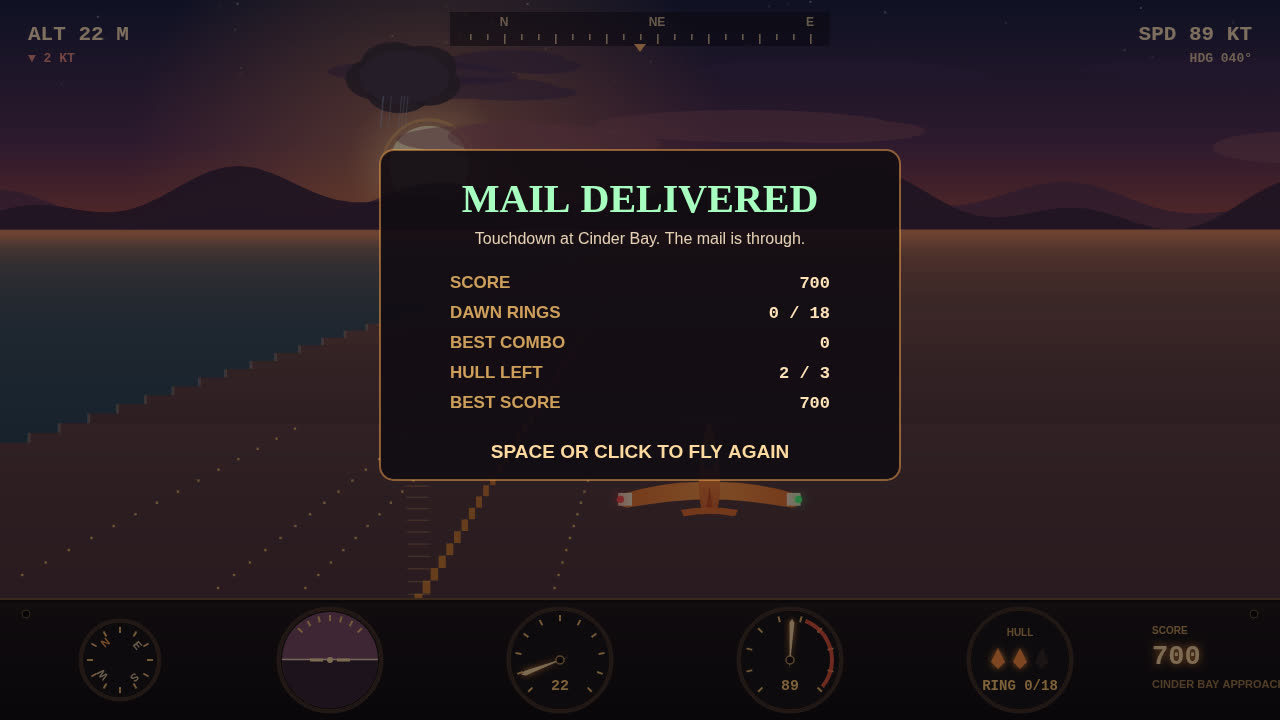 ALT 22 M
▼ 2 KT
N NE E
SPD 89 KT
HDG 040°
MAIL DELIVERED
Touchdown at Cinder Bay. The mail is through.
SCORE 700
DAWN RINGS 0 / 18
BEST COMBO 0
HULL LEFT 2 / 3
BEST SCORE 700
SPACE OR CLICK TO FLY AGAIN
N E S W
22
89
HULL
RING 0/18
SCORE
700
CINDER BAY APPROAC